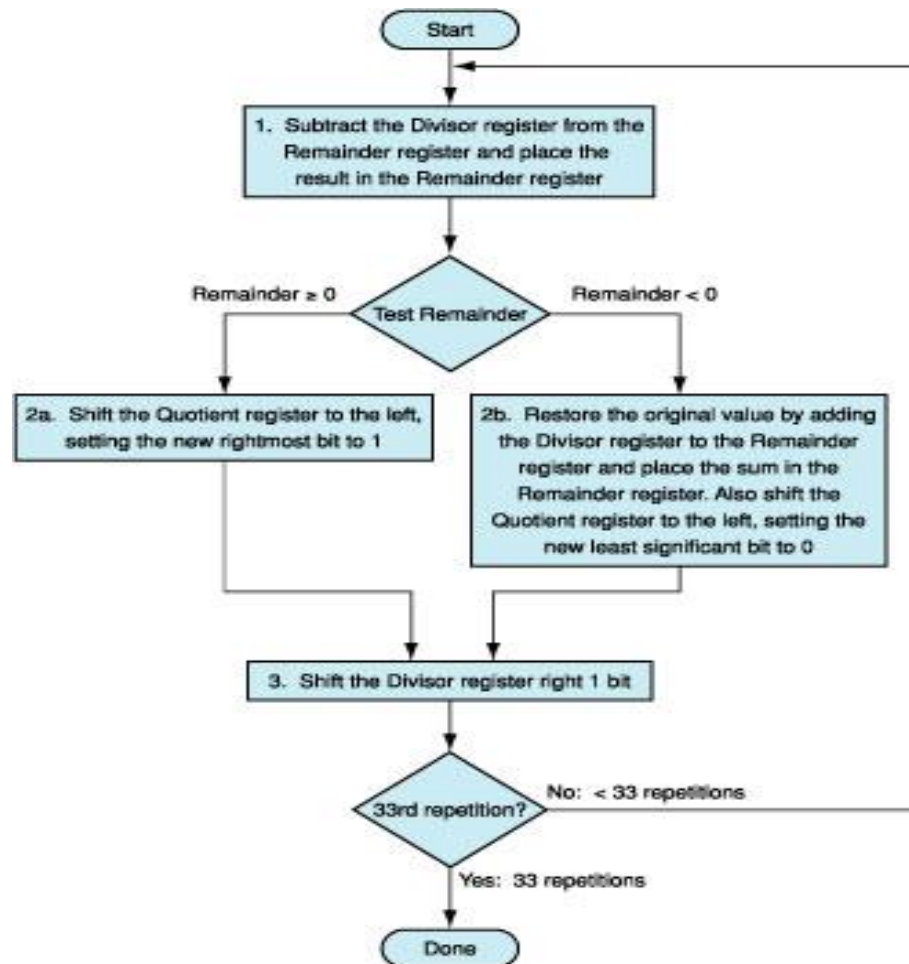 Start
1. Subtract the Divisor register from the
Remainder register and place the
result in the Remainder register
Remainder ≥ 0
Remainder < 0
Test Remainder
2a. Shift the Quotient register to the left,
setting the new rightmost bit to 1
2b. Restore the original value by adding
the Divisor register to the Remainder
register and place the sum in the
Remainder register. Also shift the
Quotient register to the left, setting the
new least significant bit to 0
3. Shift the Divisor register right 1 bit
No: < 33 repetitions
33rd repetition?
Yes: 33 repetitions
Done